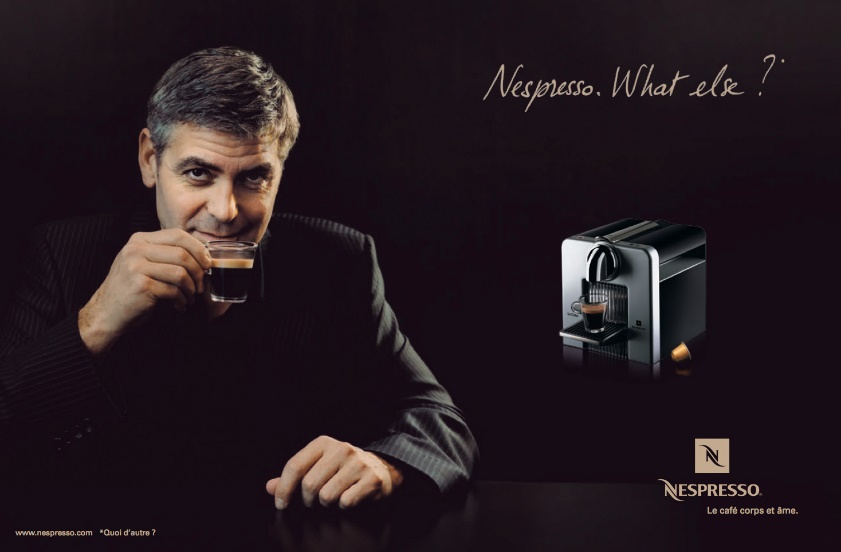 Nespresso. What else ?*
NESPRESSO.
Le café corps et âme.
www.nespresso.com *Quoi d'autre ?